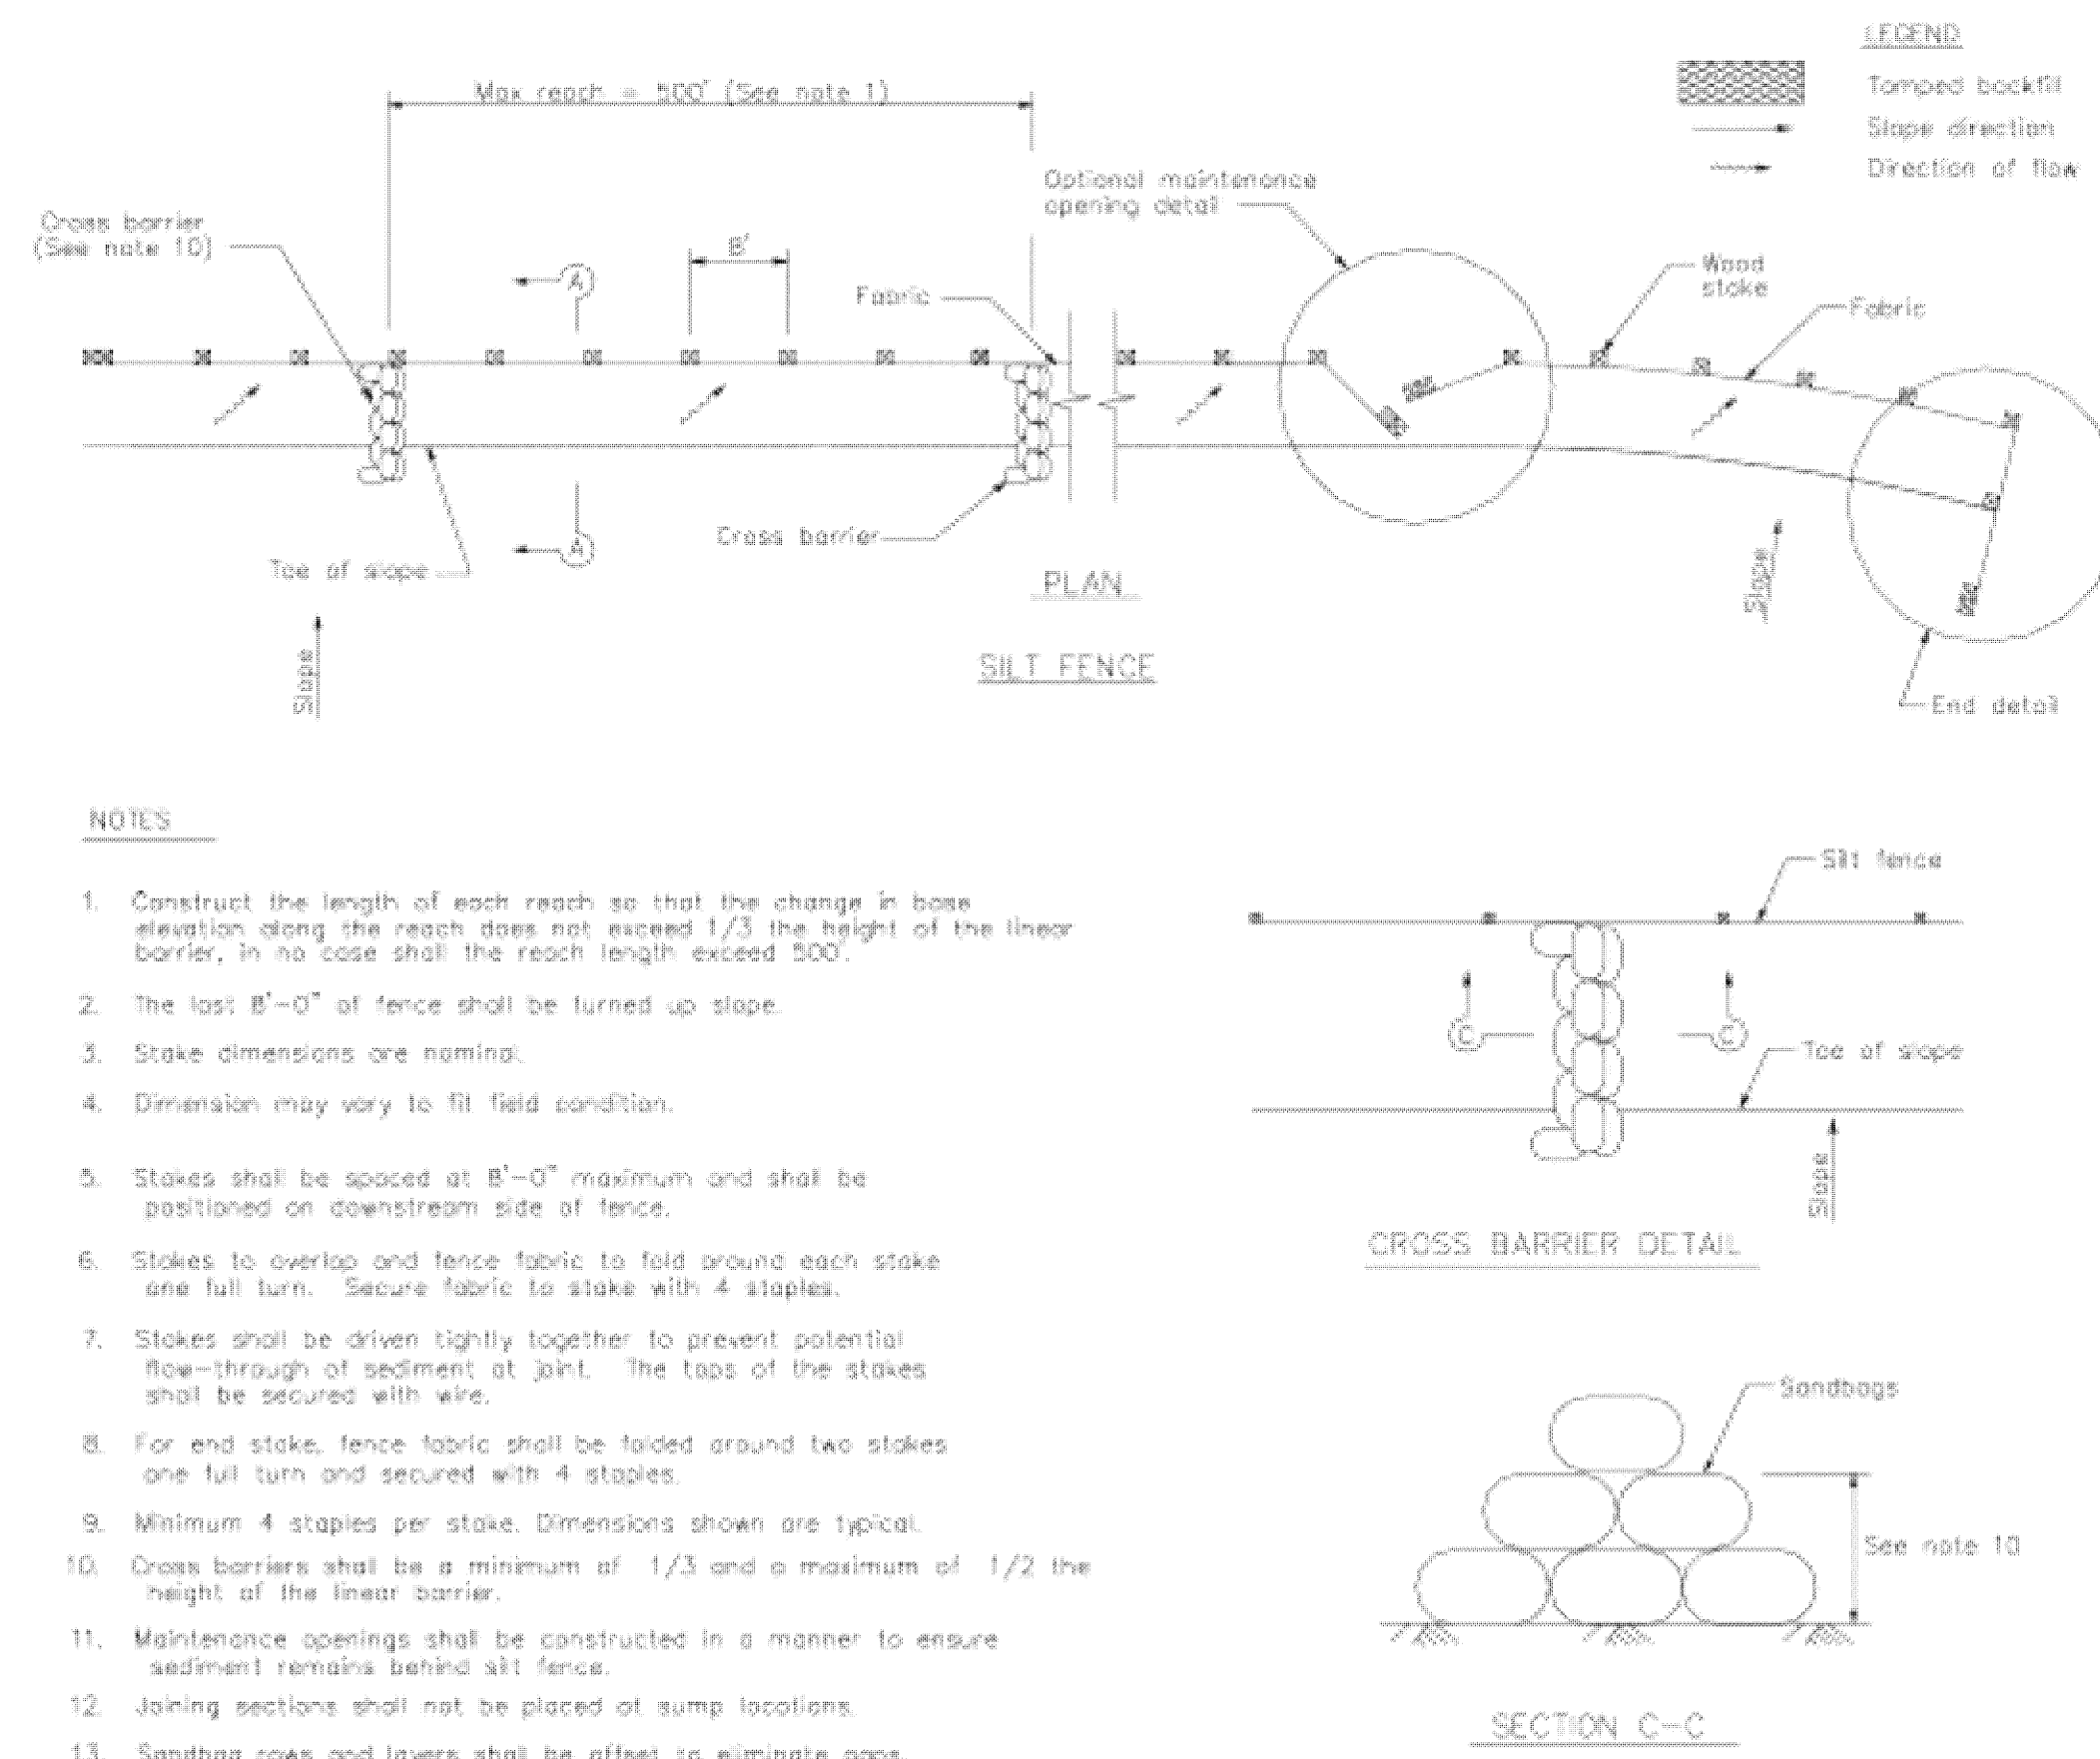 LEGEND
Tamped backfill
Slope direction
Direction of flow
Max reach = 500' (See note 1)
Optional maintenance
opening detail
Cross barrier
(See note 10)
8'
A
Fabric
Wood
stake
Fabric
Cross barrier
A
Toe of slope
PLAN
Slope
Slope
SILT FENCE
End detail
NOTES
1. Construct the length of each reach so that the change in base
elevation along the reach does not exceed 1/3 the height of the linear
barrier, in no case shall the reach length exceed 500'.
2. The last 8'-0" of fence shall be turned up slope.
3. Stake dimensions are nominal.
4. Dimension may vary to fit field condition.
5. Stakes shall be spaced at 8'-0" maximum and shall be
positioned on downstream side of fence.
6. Stakes to overlap and fence fabric to fold around each stake
one full turn. Secure fabric to stake with 4 staples.
7. Stakes shall be driven tightly together to prevent potential
flow-through of sediment at joint. The tops of the stakes
shall be secured with wire.
8. For end stake, fence fabric shall be folded around two stakes
one full turn and secured with 4 staples.
9. Minimum 4 staples per stake. Dimensions shown are typical.
10. Cross barriers shall be a minimum of 1/3 and a maximum of 1/2 the
height of the linear barrier.
11. Maintenance openings shall be constructed in a manner to ensure
sediment remains behind silt fence.
12. Joining sections shall not be placed at sump locations.
13. Sandbag rows and layers shall be offset to eliminate gaps.
Silt fence
C
C
Toe of slope
Slope
CROSS BARRIER DETAIL
Sandbags
See note 10
SECTION C-C